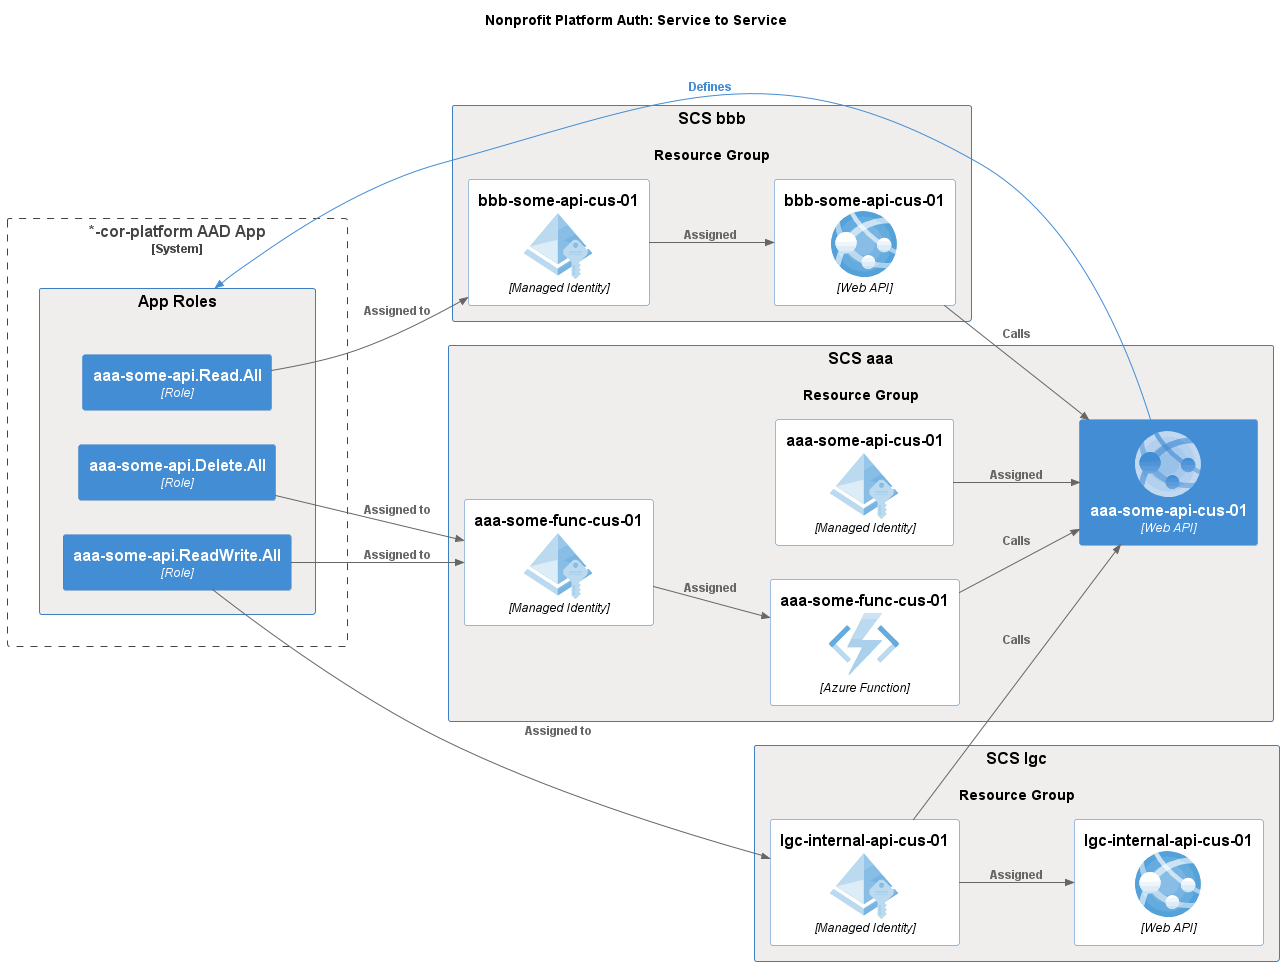 Nonprofit Platform Auth: Service to Service
Defines
SCS bbb
Resource Group
bbb-some-api-cus-01
[Managed Identity]
Assigned
bbb-some-api-cus-01
[Web API]
*-cor-platform AAD App
[System]
App Roles
aaa-some-api.Read.All
[Role]
aaa-some-api.Delete.All
[Role]
aaa-some-api.ReadWrite.All
[Role]
Assigned to
Assigned to
Assigned to
Assigned to
Calls
SCS aaa
Resource Group
aaa-some-api-cus-01
[Managed Identity]
Assigned
aaa-some-api-cus-01
[Web API]
aaa-some-func-cus-01
[Managed Identity]
Assigned
aaa-some-func-cus-01
[Azure Function]
Calls
Calls
SCS lgc
Resource Group
lgc-internal-api-cus-01
[Managed Identity]
Assigned
lgc-internal-api-cus-01
[Web API]